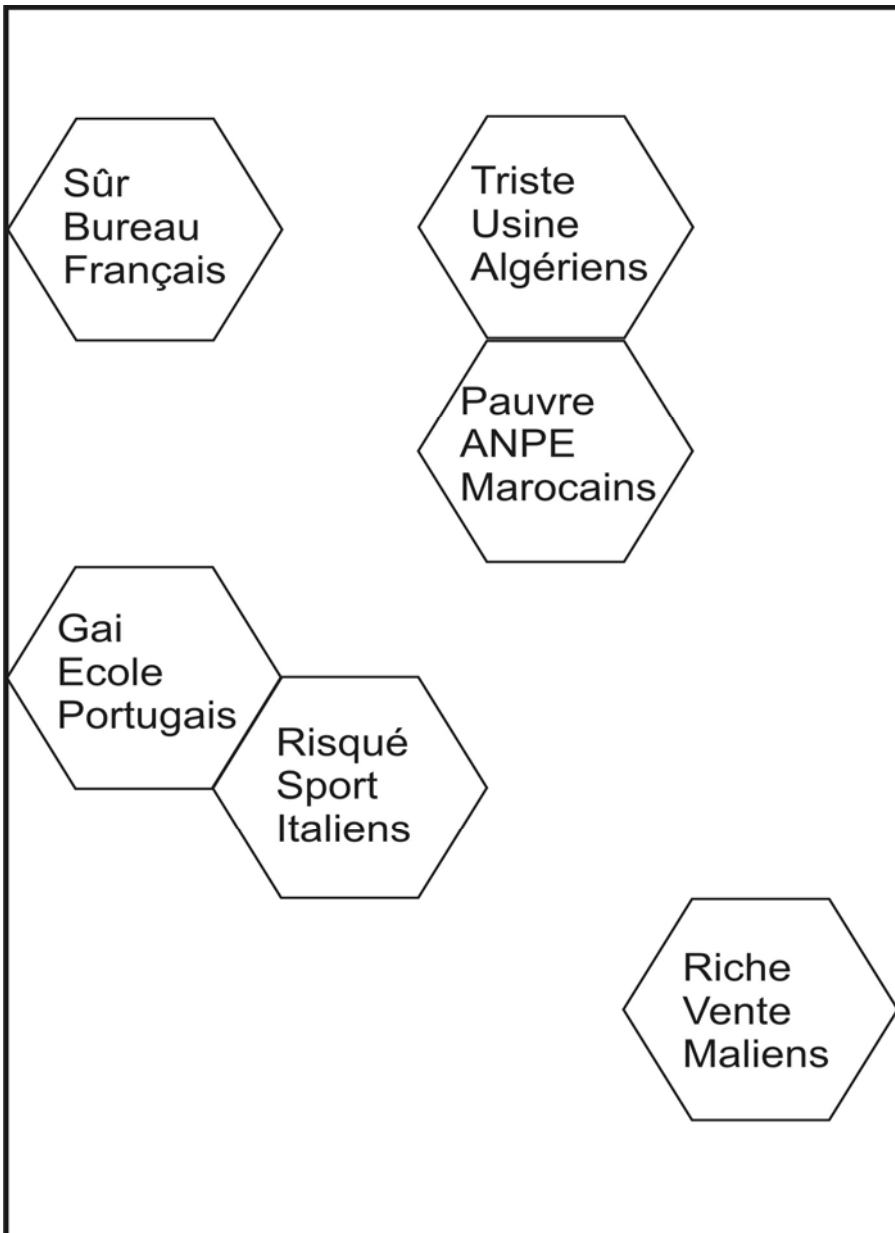 Sûr
Bureau
Français
Triste
Usine
Algériens
Pauvre
ANPE
Marocains
Gai
Ecole
Portugais
Risqué
Sport
Italiens
Riche
Vente
Maliens